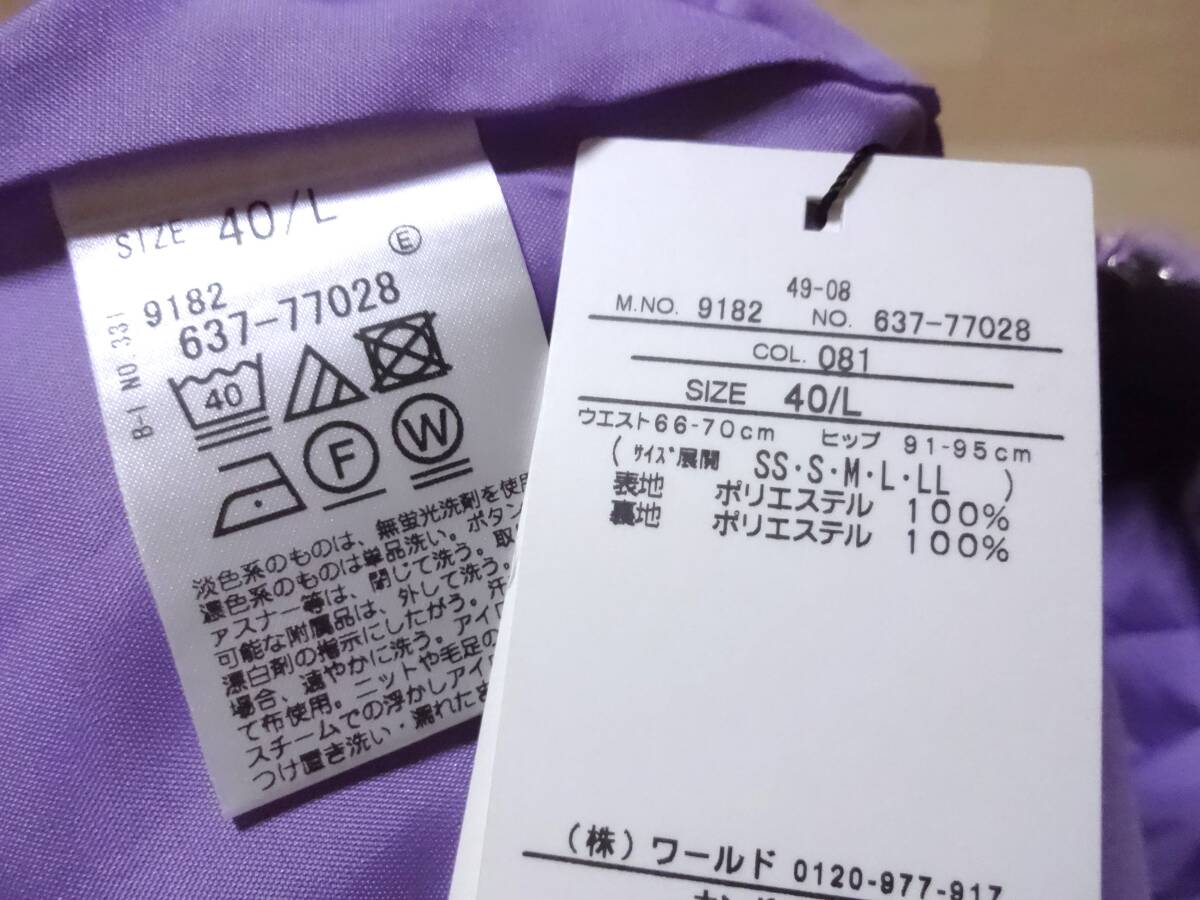 SIZE 40/L
E
B-1 NO.331
9182
637-77028
40
F
W
淡色系のものは、無蛍光洗剤を使用
濃色系のものは単品洗い。ボタン
ァスナー等は、閉じて洗う。取
可能な附属品は、外して洗う。
漂白剤の指示にしたがう。汗
場合、速やかに洗う。アイロ
て布使用。ニットや毛足の
スチームでの浮かしアイ
つけ置き洗い・濡れたま
49-08
M.NO. 9182 NO. 637-77028
COL. 081
SIZE 40/L
ウエスト66-70cm ヒップ 91-95cm
(サイズ展開 SS・S・M・L・LL )
表地 ポリエステル 100%
裏地 ポリエステル 100%
(株)ワールド 0120-977-917